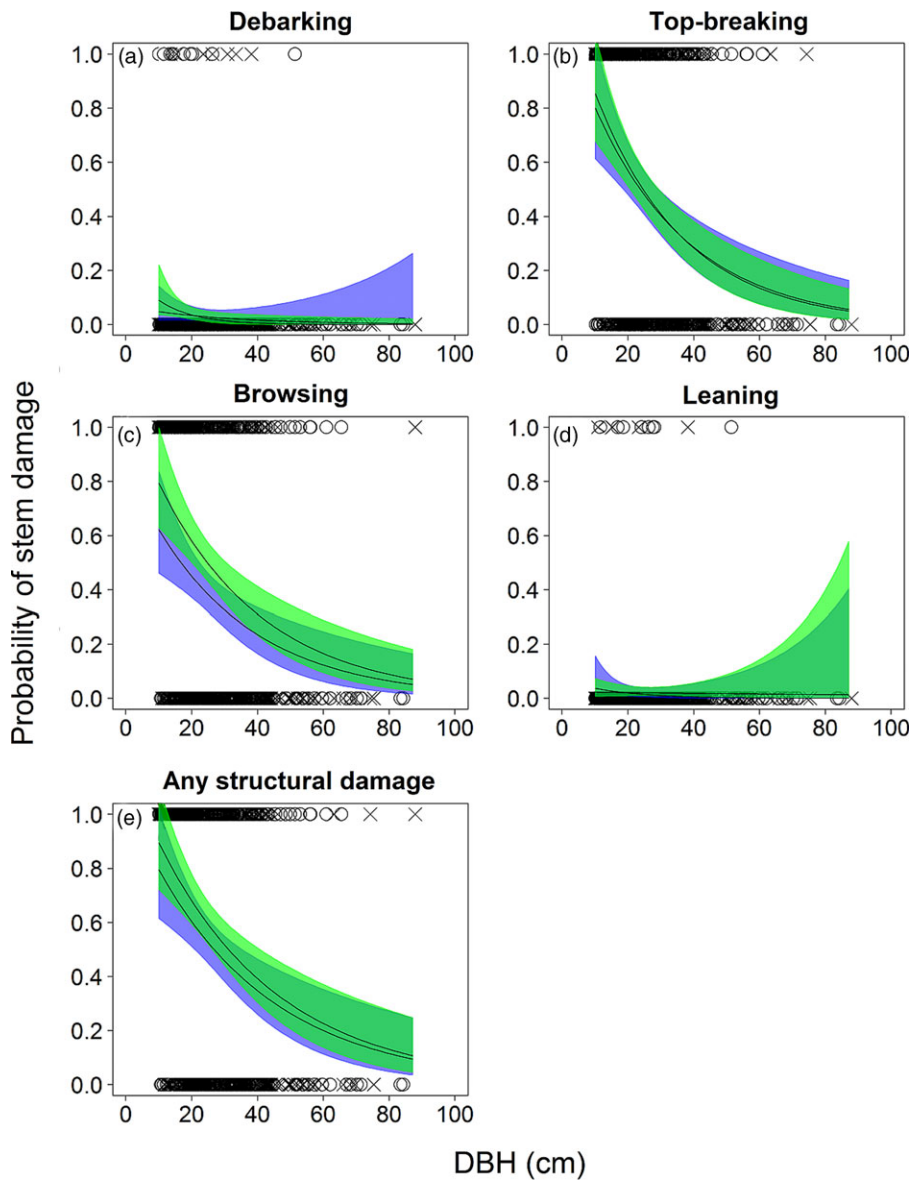 Debarking
Top-breaking
(a)
1.0
0.8
0.6
0.4
0.2
0.0
0 20 40 60 80 100
(b)
1.0
0.8
0.6
0.4
0.2
0.0
0 20 40 60 80 100
Browsing
Leaning
(c)
1.0
0.8
0.6
0.4
0.2
0.0
0 20 40 60 80 100
(d)
1.0
0.8
0.6
0.4
0.2
0.0
0 20 40 60 80 100
Probability of stem damage
Any structural damage
(e)
1.0
0.8
0.6
0.4
0.2
0.0
0 20 40 60 80 100
DBH (cm)